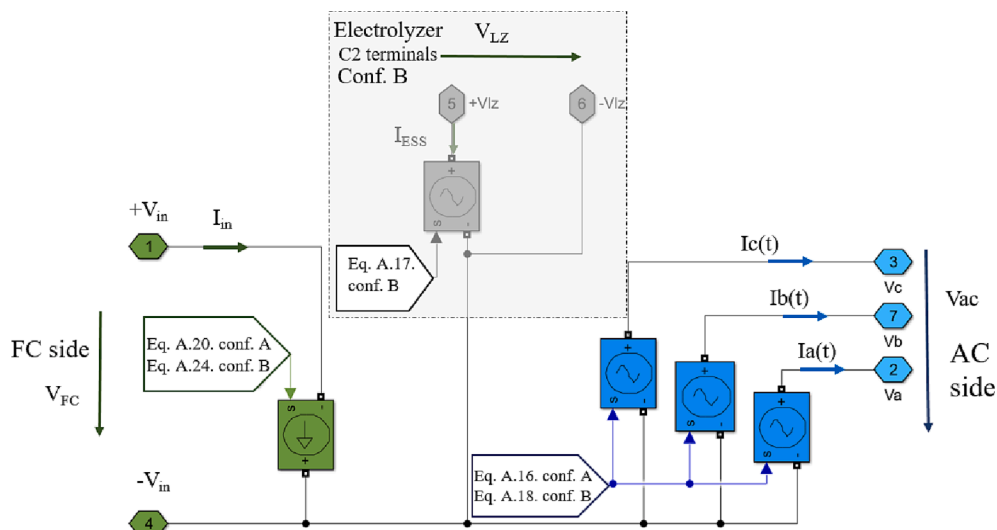 Electrolyzer
C2 terminals
Conf. B
V_LZ
5
+Vlz
6
-Vlz
I_ESS
+
s
-
Eq. A.17.
conf. B
+V_in
I_in
1
FC side
V_FC
Eq. A.20. conf. A
Eq. A.24. conf. B
s
-
+
-V_in
4
Ic(t)
3
Vc
Ib(t)
7
Vb
Ia(t)
2
Va
Vac
AC
side
+
s
-
+
s
-
+
s
-
Eq. A.16. conf. A
Eq. A.18. conf. B